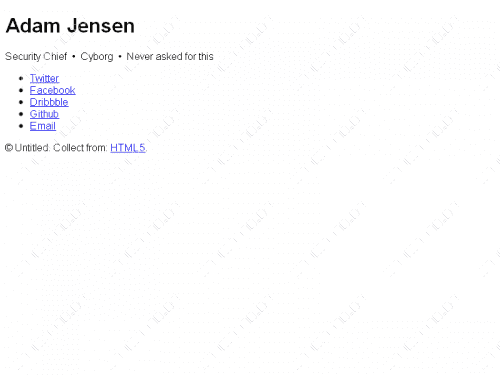 Adam Jensen
Security Chief • Cyborg • Never asked for this
Twitter
Facebook
Dribbble
Github
Email
© Untitled. Collect from: HTML5.